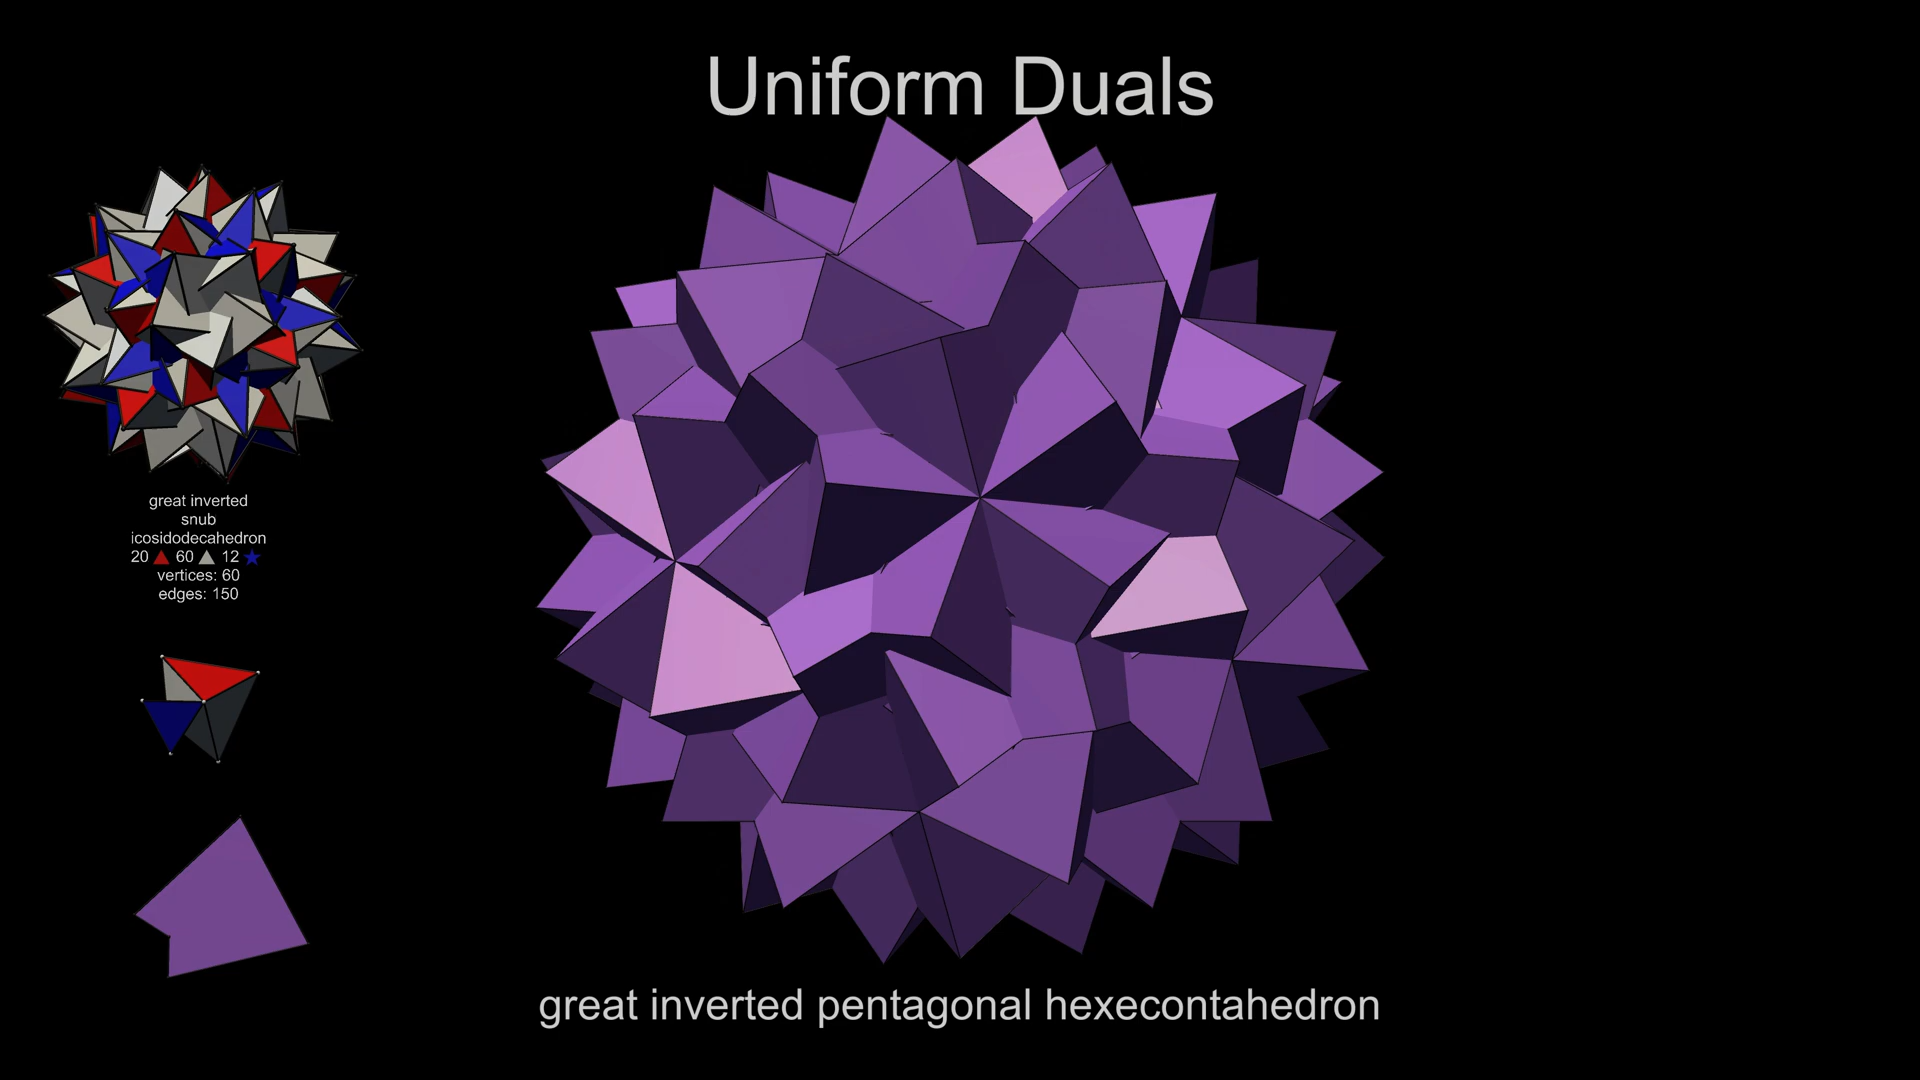 Uniform Duals
great inverted
snub
icosidodecahedron
20 60 12
vertices: 60
edges: 150
great inverted pentagonal hexecontahedron